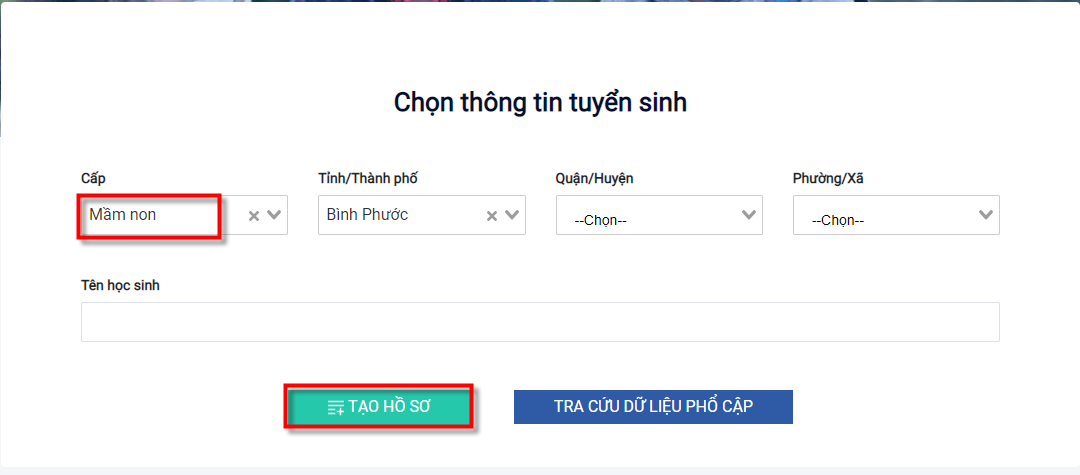 Chọn thông tin tuyển sinh
Cấp Tỉnh/Thành phố Quận/Huyện Phường/Xã
Mầm non Bình Phước --Chọn-- --Chọn--
Tên học sinh
TẠO HỒ SƠ TRA CỨU DỮ LIỆU PHỔ CẬP